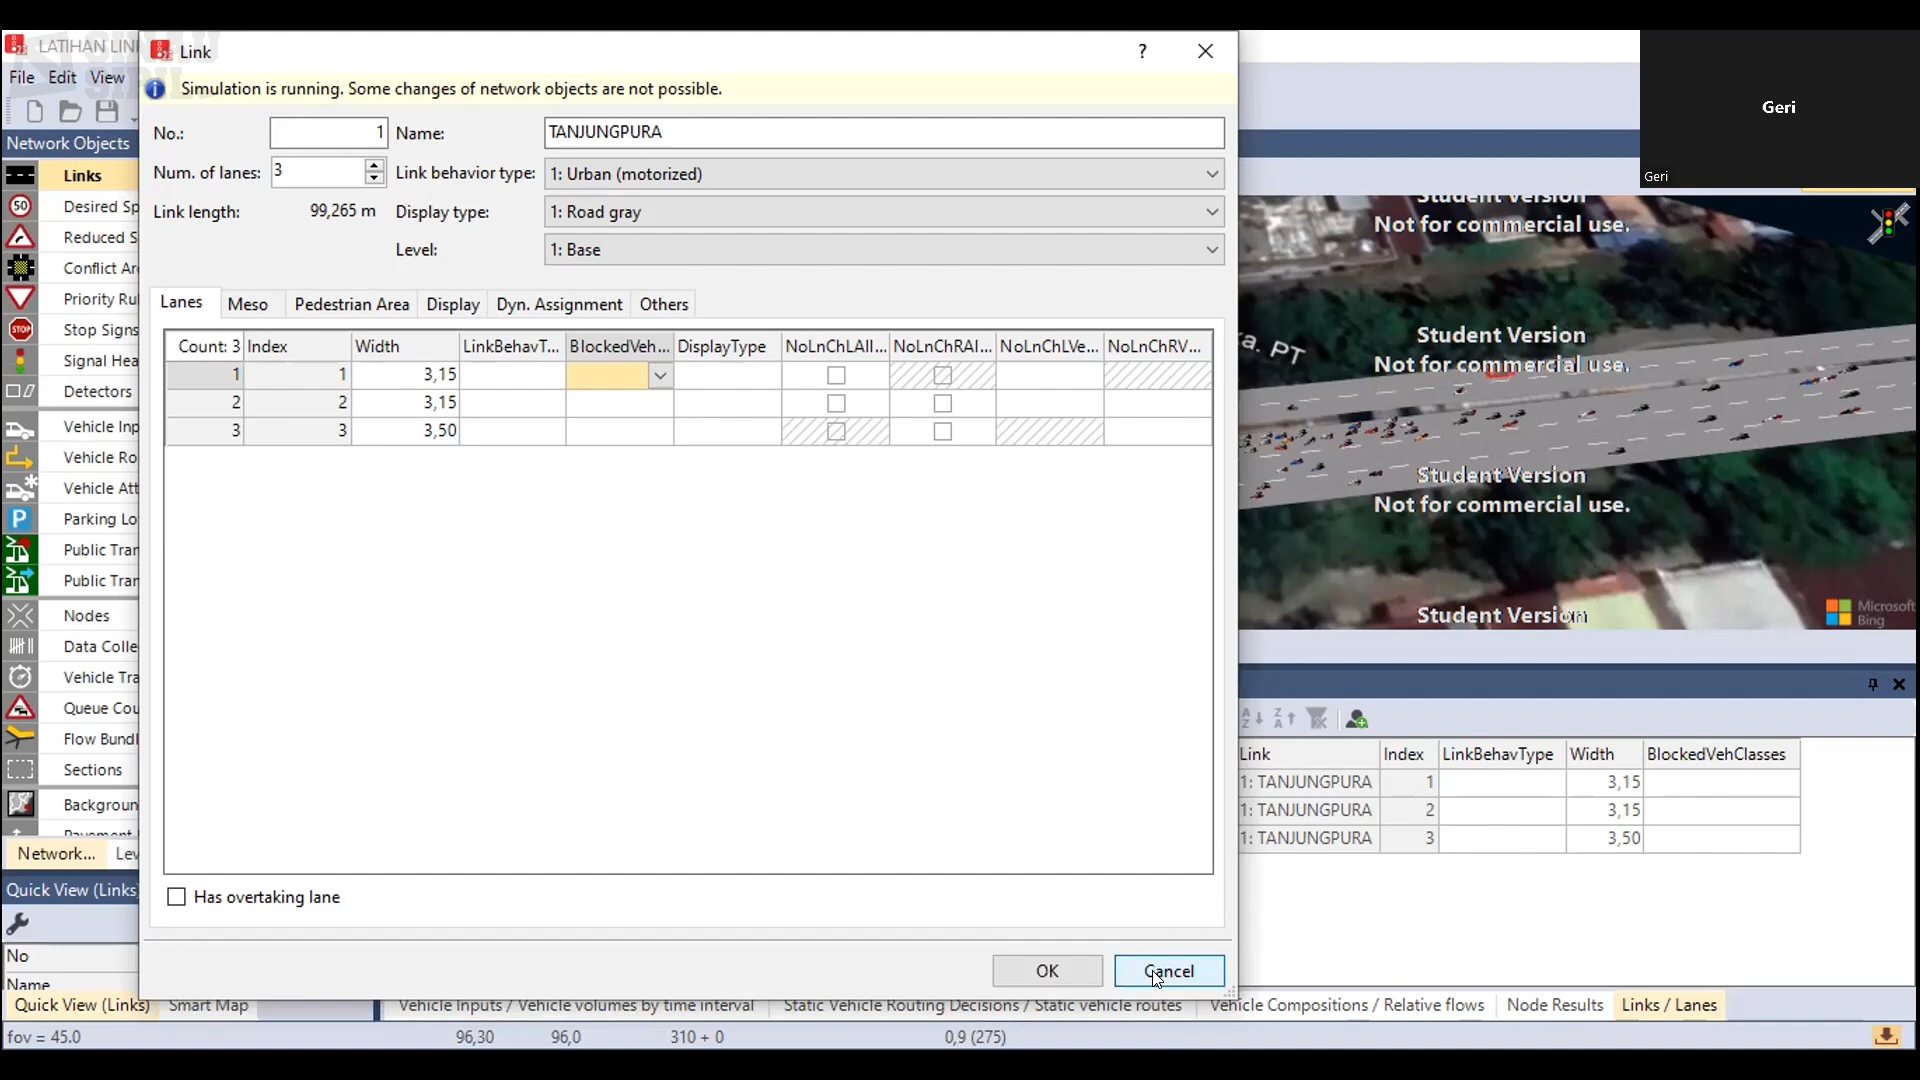 LATIHAN LIN
File Edit View
Network Objects
Links
Desired Sp
Reduced S
Conflict Are
Priority Ru
Stop Signs
Signal Hea
Detectors
Vehicle Inp
Vehicle Ro
Vehicle Att
Parking Lo
Public Tran
Public Tran
Nodes
Data Colle
Vehicle Tra
Queue Cou
Flow Bundl
Sections
Backgroun
Network... Lev
Quick View (Links)
No
Name
Quick View (Links) Smart Map
Link
?
Simulation is running. Some changes of network objects are not possible.
No.: 1 Name: TANJUNGPURA
Num. of lanes: 3 Link behavior type: 1: Urban (motorized)
Link length: 99,265 m Display type: 1: Road gray
Level: 1: Base
Lanes Meso Pedestrian Area Display Dyn. Assignment Others
Count: 3 Index Width LinkBehavT... BlockedVeh... DisplayType NoLnChLAll... NoLnChRAl... NoLnChLVe... NoLnChRV...
1 1 3,15
2 2 3,15
3 3 3,50
Has overtaking lane
OK Cancel
Geri
Geri
Student Version
Not for commercial use.
ka. PT
Student Version
Not for commercial use.
Student Version
Not for commercial use.
Student Version
Microsoft
Bing
Link Index LinkBehavType Width BlockedVehClasses
1: TANJUNGPURA 1 3,15
1: TANJUNGPURA 2 3,15
1: TANJUNGPURA 3 3,50
Vehicle Inputs / Vehicle volumes by time interval Static Vehicle Routing Decisions / Static vehicle routes Vehicle Compositions / Relative flows Node Results Links / Lanes
fov = 45.0 96,30 96,0 310 + 0 0,9 (275)